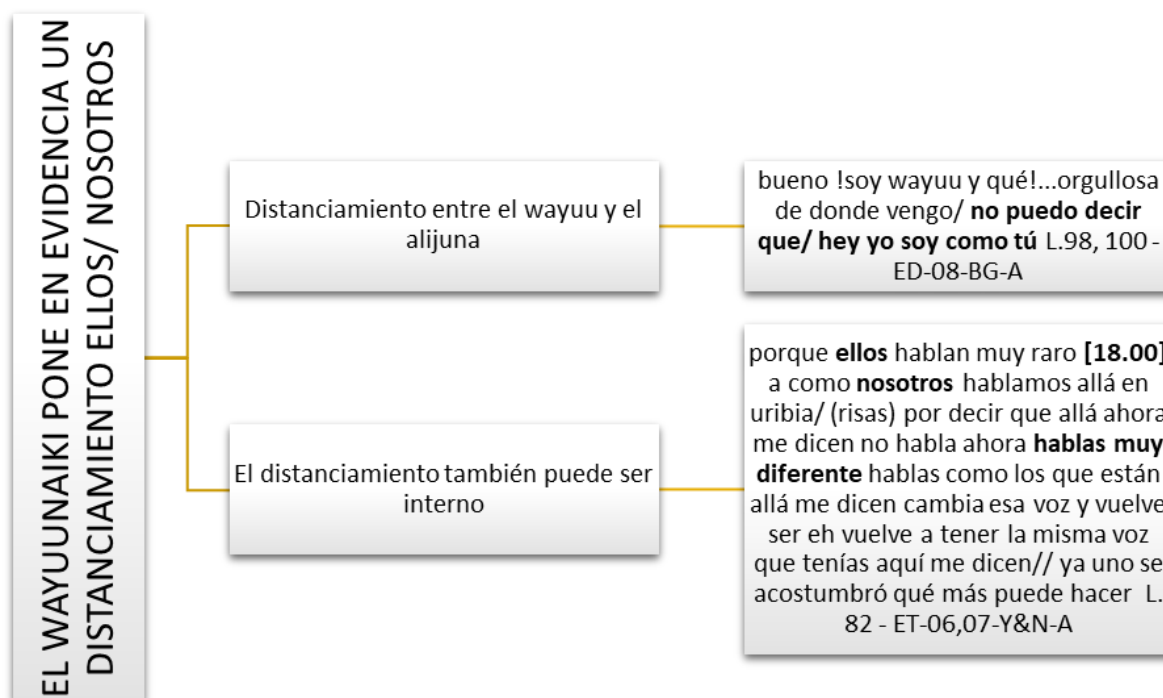 EL WAYUUNAIKI PONE EN EVIDENCIA UN
DISTANCIAMIENTO ELLOS/ NOSOTROS
Distanciamiento entre el wayuu y el
alijuna
bueno !soy wayuu y qué!...orgullosa
de donde vengo/ no puedo decir
que/ hey yo soy como tú L.98, 100 -
ED-08-BG-A
El distanciamiento también puede ser
interno
porque ellos hablan muy raro [18.00]
a como nosotros hablamos allá en
uribia/ (risas) por decir que allá ahora
me dicen no habla ahora hablas muy
diferente hablas como los que están
allá me dicen cambia esa voz y vuelve
ser eh vuelve a tener la misma voz
que tenías aquí me dicen// ya uno se
acostumbró qué más puede hacer L.
82 - ET-06,07-Y&N-A